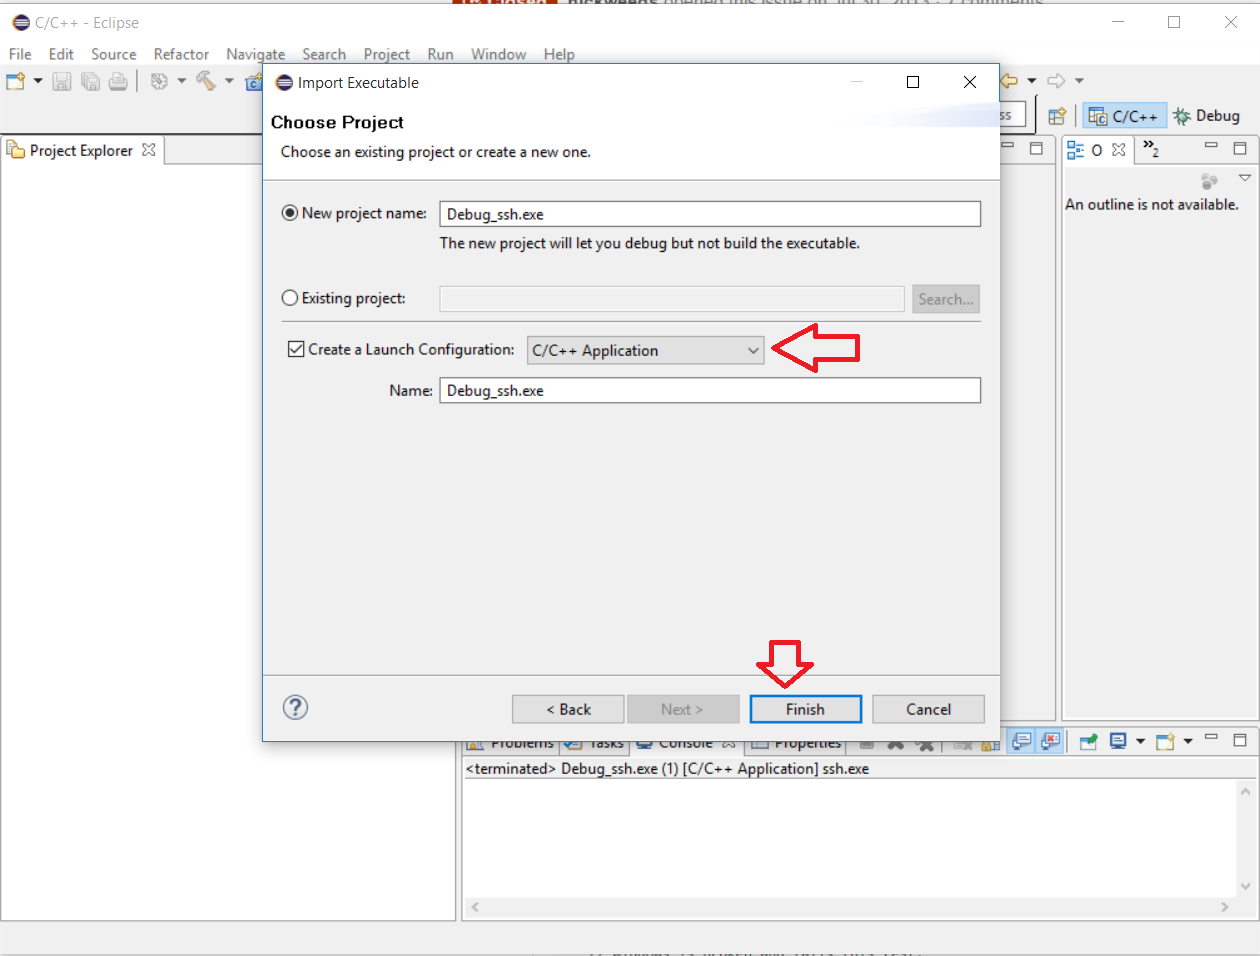 C/C++ - Eclipse
File Edit Source Refactor Navigate Search Project Run Window Help
Import Executable
Choose Project
Choose an existing project or create a new one.
C/C++ Debug
Project Explorer
O
»2
An outline is not available.
New project name: Debug_ssh.exe
The new project will let you debug but not build the executable.
Existing project: Search...
Create a Launch Configuration: C/C++ Application
Name: Debug_ssh.exe
< Back Next > Finish Cancel
Problems Tasks Console Properties
<terminated> Debug_ssh.exe (1) [C/C++ Application] ssh.exe